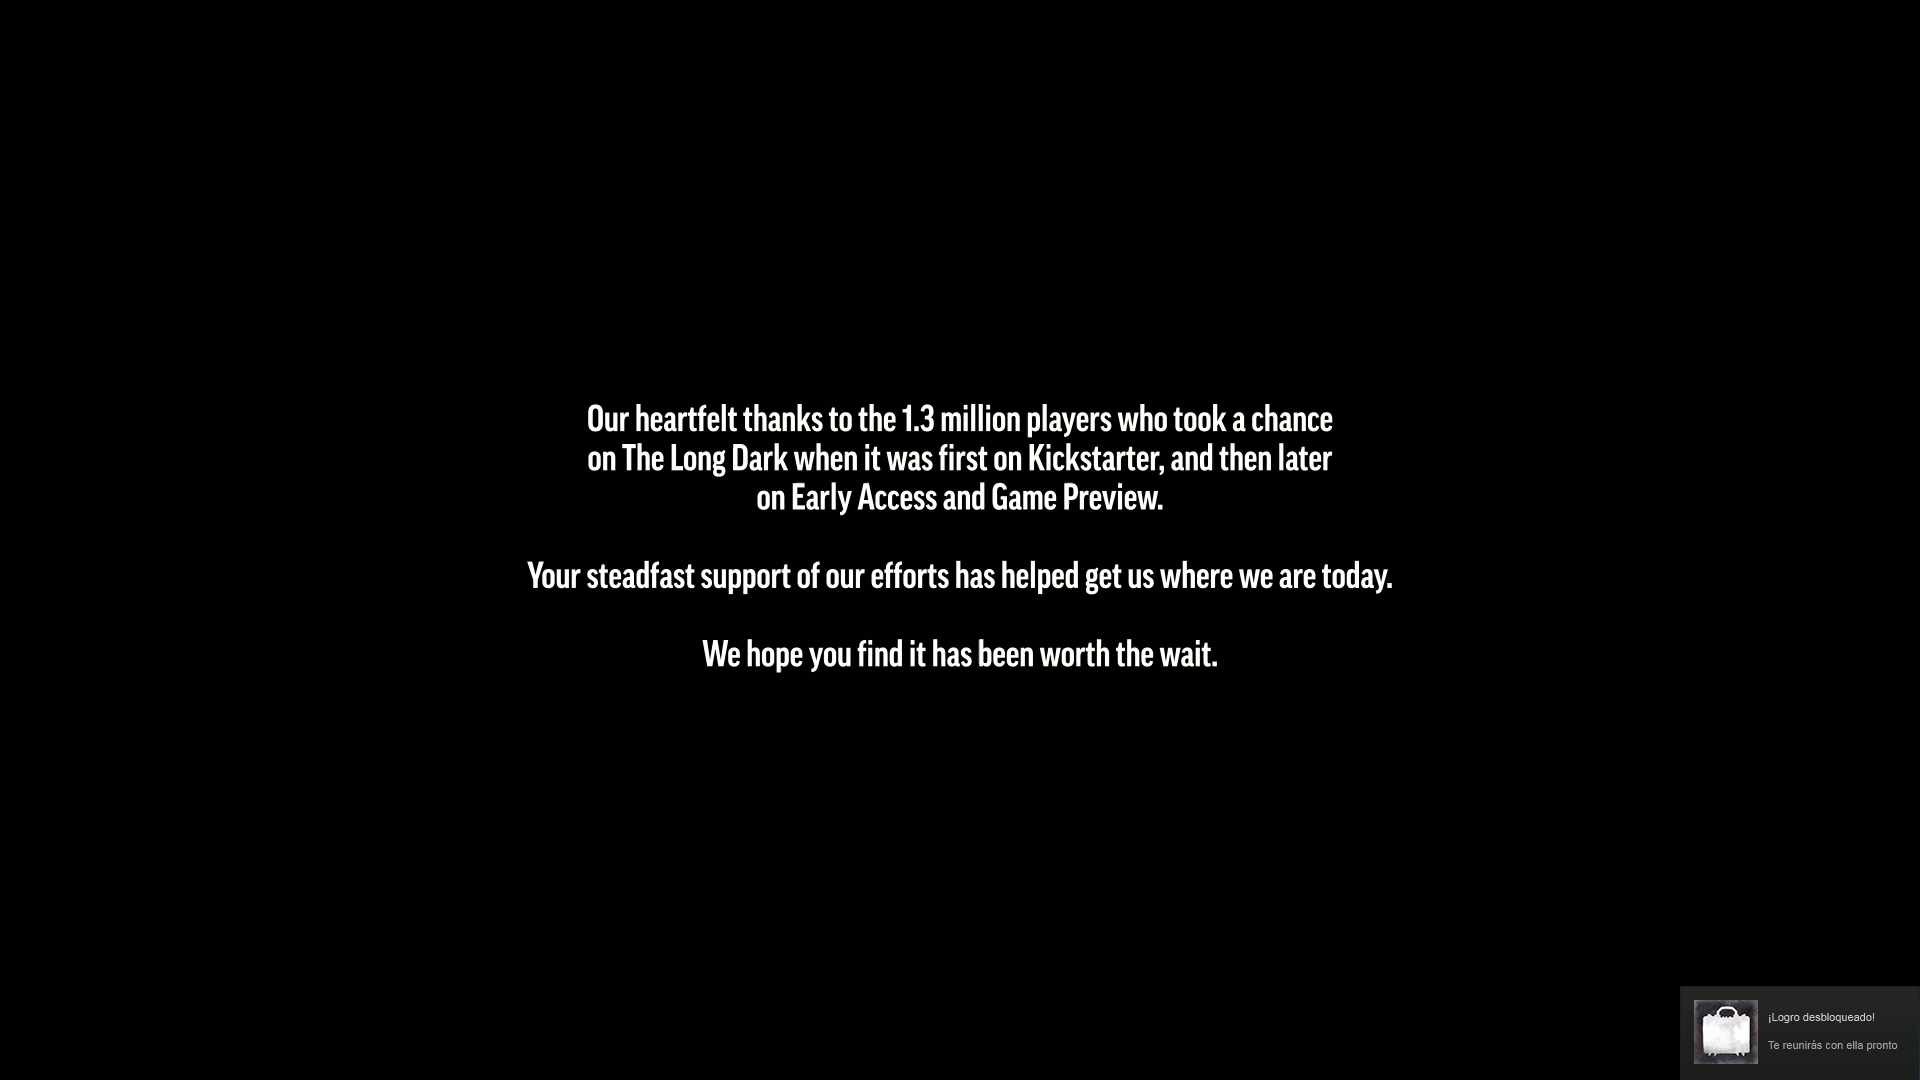 Our heartfelt thanks to the 1.3 million players who took a chance
on The Long Dark when it was first on Kickstarter, and then later
on Early Access and Game Preview.
Your steadfast support of our efforts has helped get us where we are today.
We hope you find it has been worth the wait.
¡Logro desbloqueado!
Te reunirás con ella pronto